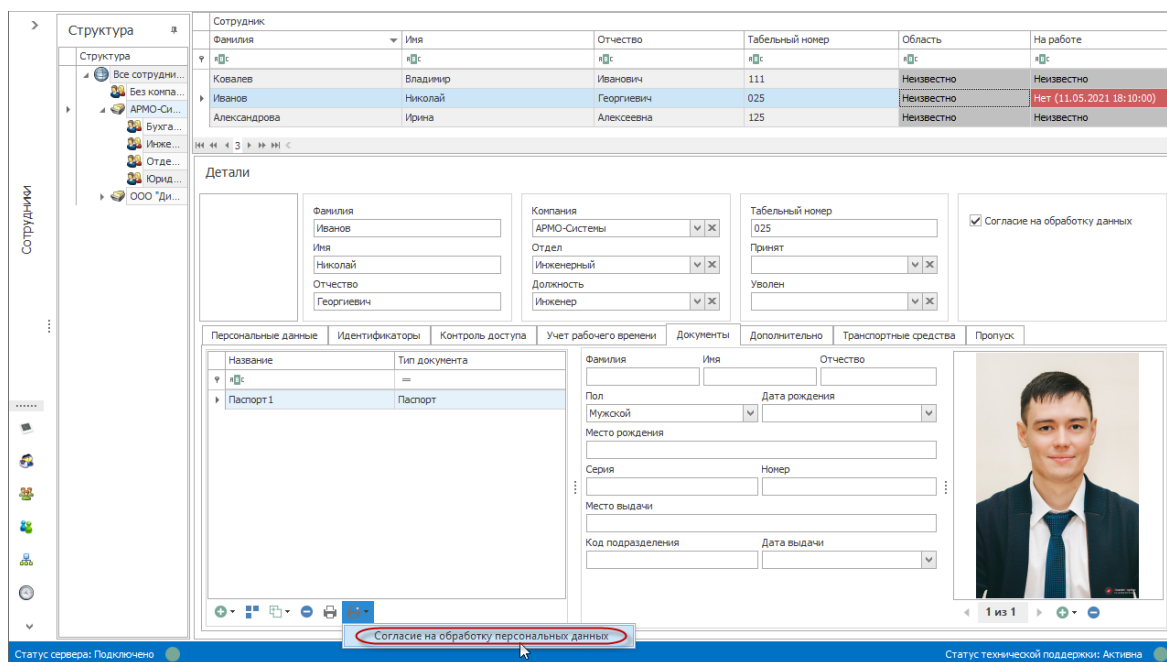 Сотрудники
Структура
Структура
Все сотрудни...
Без компа...
АРМО-Си...
Бухга...
Инже...
Отде...
Юрид...
ООО "Ди...
Сотрудник
Фамилия Имя Отчество Табельный номер Область На работе
Ковалев Владимир Иванович 111 Неизвестно Неизвестно
Иванов Николай Георгиевич 025 Неизвестно Нет (11.05.2021 18:10:00)
Александрова Ирина Алексеевна 125 Неизвестно Неизвестно
3
Детали
Фамилия
Иванов
Имя
Николай
Отчество
Георгиевич
Компания
АРМО-Системы
Отдел
Инженерный
Должность
Инженер
Табельный номер
025
Принят
Уволен
Согласие на обработку данных
Персональные данные Идентификаторы Контроль доступа Учет рабочего времени Документы Дополнительно Транспортные средства Пропуск
Название Тип документа
=
Паспорт1 Паспорт
Фамилия Имя Отчество
Пол Дата рождения
Мужской
Место рождения
Серия Номер
Место выдачи
Код подразделения Дата выдачи
1 из 1
Согласие на обработку персональных данных
Статус сервера: Подключено Статус технической поддержки: Активна